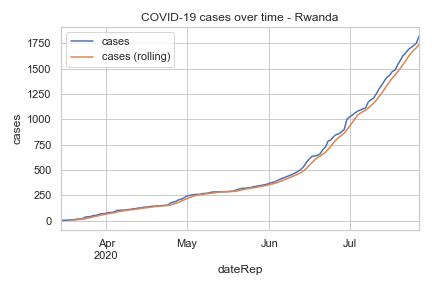 COVID-19 cases over time - Rwanda
cases
cases (rolling)
1750
1500
1250
1000
750
500
250
0
cases
Apr
2020
May
Jun
Jul
dateRep